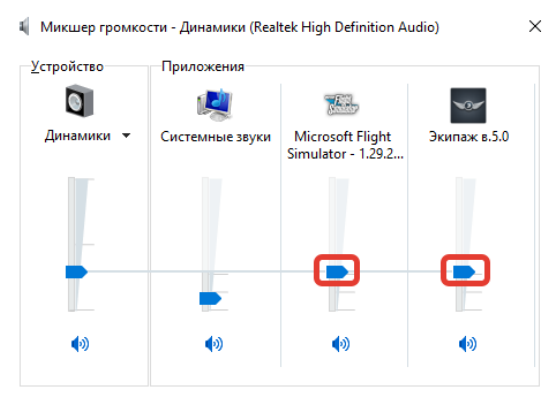 Микшер громкости - Динамики (Realtek High Definition Audio)
Устройство
Приложения
Динамики
Системные звуки
Microsoft Flight
Simulator - 1.29.2...
Экипаж в.5.0